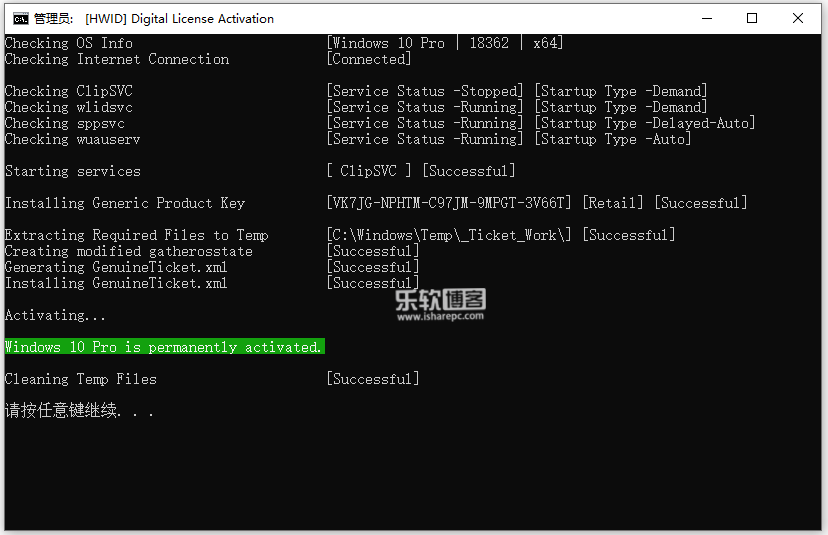 管理员: [HWID] Digital License Activation
Checking OS Info [Windows 10 Pro | 18362 | x64]
Checking Internet Connection [Connected]
Checking ClipSVC [Service Status -Stopped] [Startup Type -Demand]
Checking wlidsvc [Service Status -Running] [Startup Type -Demand]
Checking sppsvc [Service Status -Running] [Startup Type -Delayed-Auto]
Checking wuauserv [Service Status -Running] [Startup Type -Auto]
Starting services [ ClipSVC ] [Successful]
Installing Generic Product Key [VK7JG-NPHTM-C97JM-9MPGT-3V66T] [Retail] [Successful]
Extracting Required Files to Temp [C:\Windows\Temp\_Ticket_Work\] [Successful]
Creating modified gatherosstate [Successful]
Generating GenuineTicket.xml [Successful]
Installing GenuineTicket.xml [Successful]
乐软博客
www.isharepc.com
Activating...
Windows 10 Pro is permanently activated.
Cleaning Temp Files [Successful]
请按任意键继续. . .